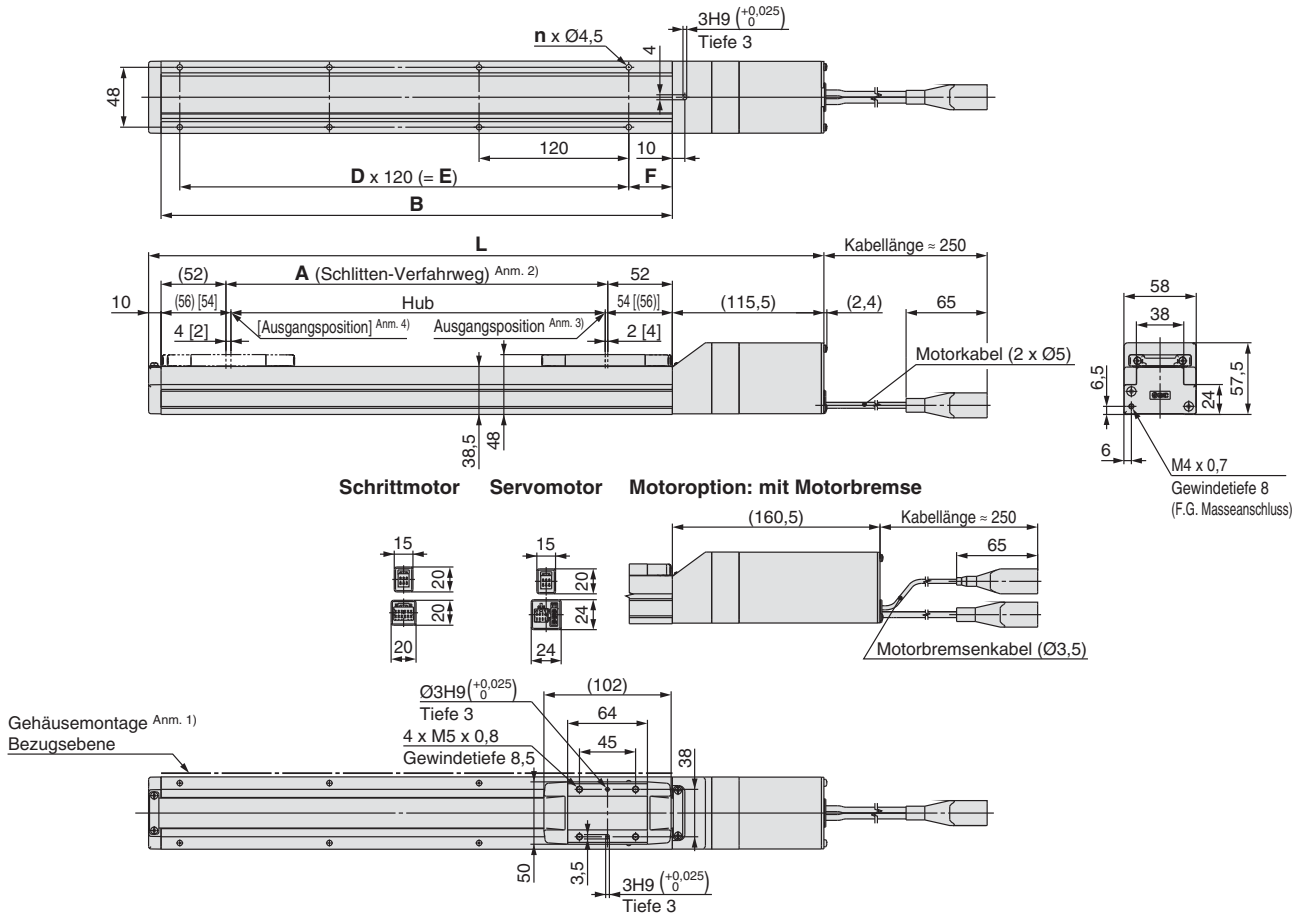 3H9 (+0,025 0)
Tiefe 3
n x Ø4,5
4
48
120
10
D x 120 (= E)
F
B
L
Kabellänge ≈ 250
(52)
A (Schlitten-Verfahrweg) Anm. 2)
52
10
(56) [54]
Hub
54 [(56)]
(115,5)
(2,4)
65
4 [2]
[Ausgangsposition] Anm. 4)
Ausgangsposition Anm. 3)
2 [4]
Motorkabel (2 x Ø5)
38,5
48
58
38
6,5
24
57,5
6
M4 x 0,7
Gewindetiefe 8
(F.G. Masseanschluss)
Schrittmotor
Servomotor
Motoroption: mit Motorbremse
15
20
20
20
15
20
24
24
(160,5)
Kabellänge ≈ 250
65
Motorbremsenkabel (Ø3,5)
Gehäusemontage Anm. 1)
Bezugsebene
Ø3H9 (+0,025 0)
Tiefe 3
4 x M5 x 0,8
Gewindetiefe 8,5
(102)
64
45
38
50
3,5
3H9 (+0,025 0)
Tiefe 3